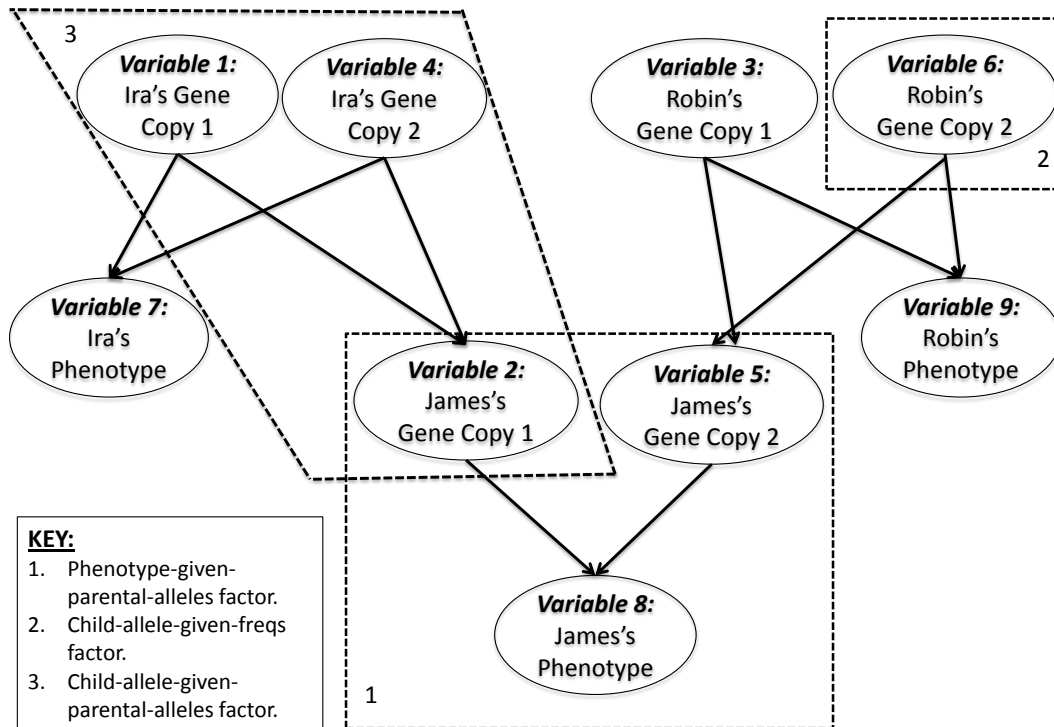 3
Variable 1:
Ira's Gene
Copy 1
Variable 4:
Ira's Gene
Copy 2
Variable 3:
Robin's
Gene Copy 1
Variable 6:
Robin's
Gene Copy 2
2
Variable 7:
Ira's
Phenotype
Variable 2:
James's
Gene Copy 1
Variable 5:
James's
Gene Copy 2
Variable 9:
Robin's
Phenotype
KEY:
1. Phenotype-given-
parental-alleles factor.
2. Child-allele-given-freqs
factor.
3. Child-allele-given-
parental-alleles factor.
Variable 8:
James's
Phenotype
1